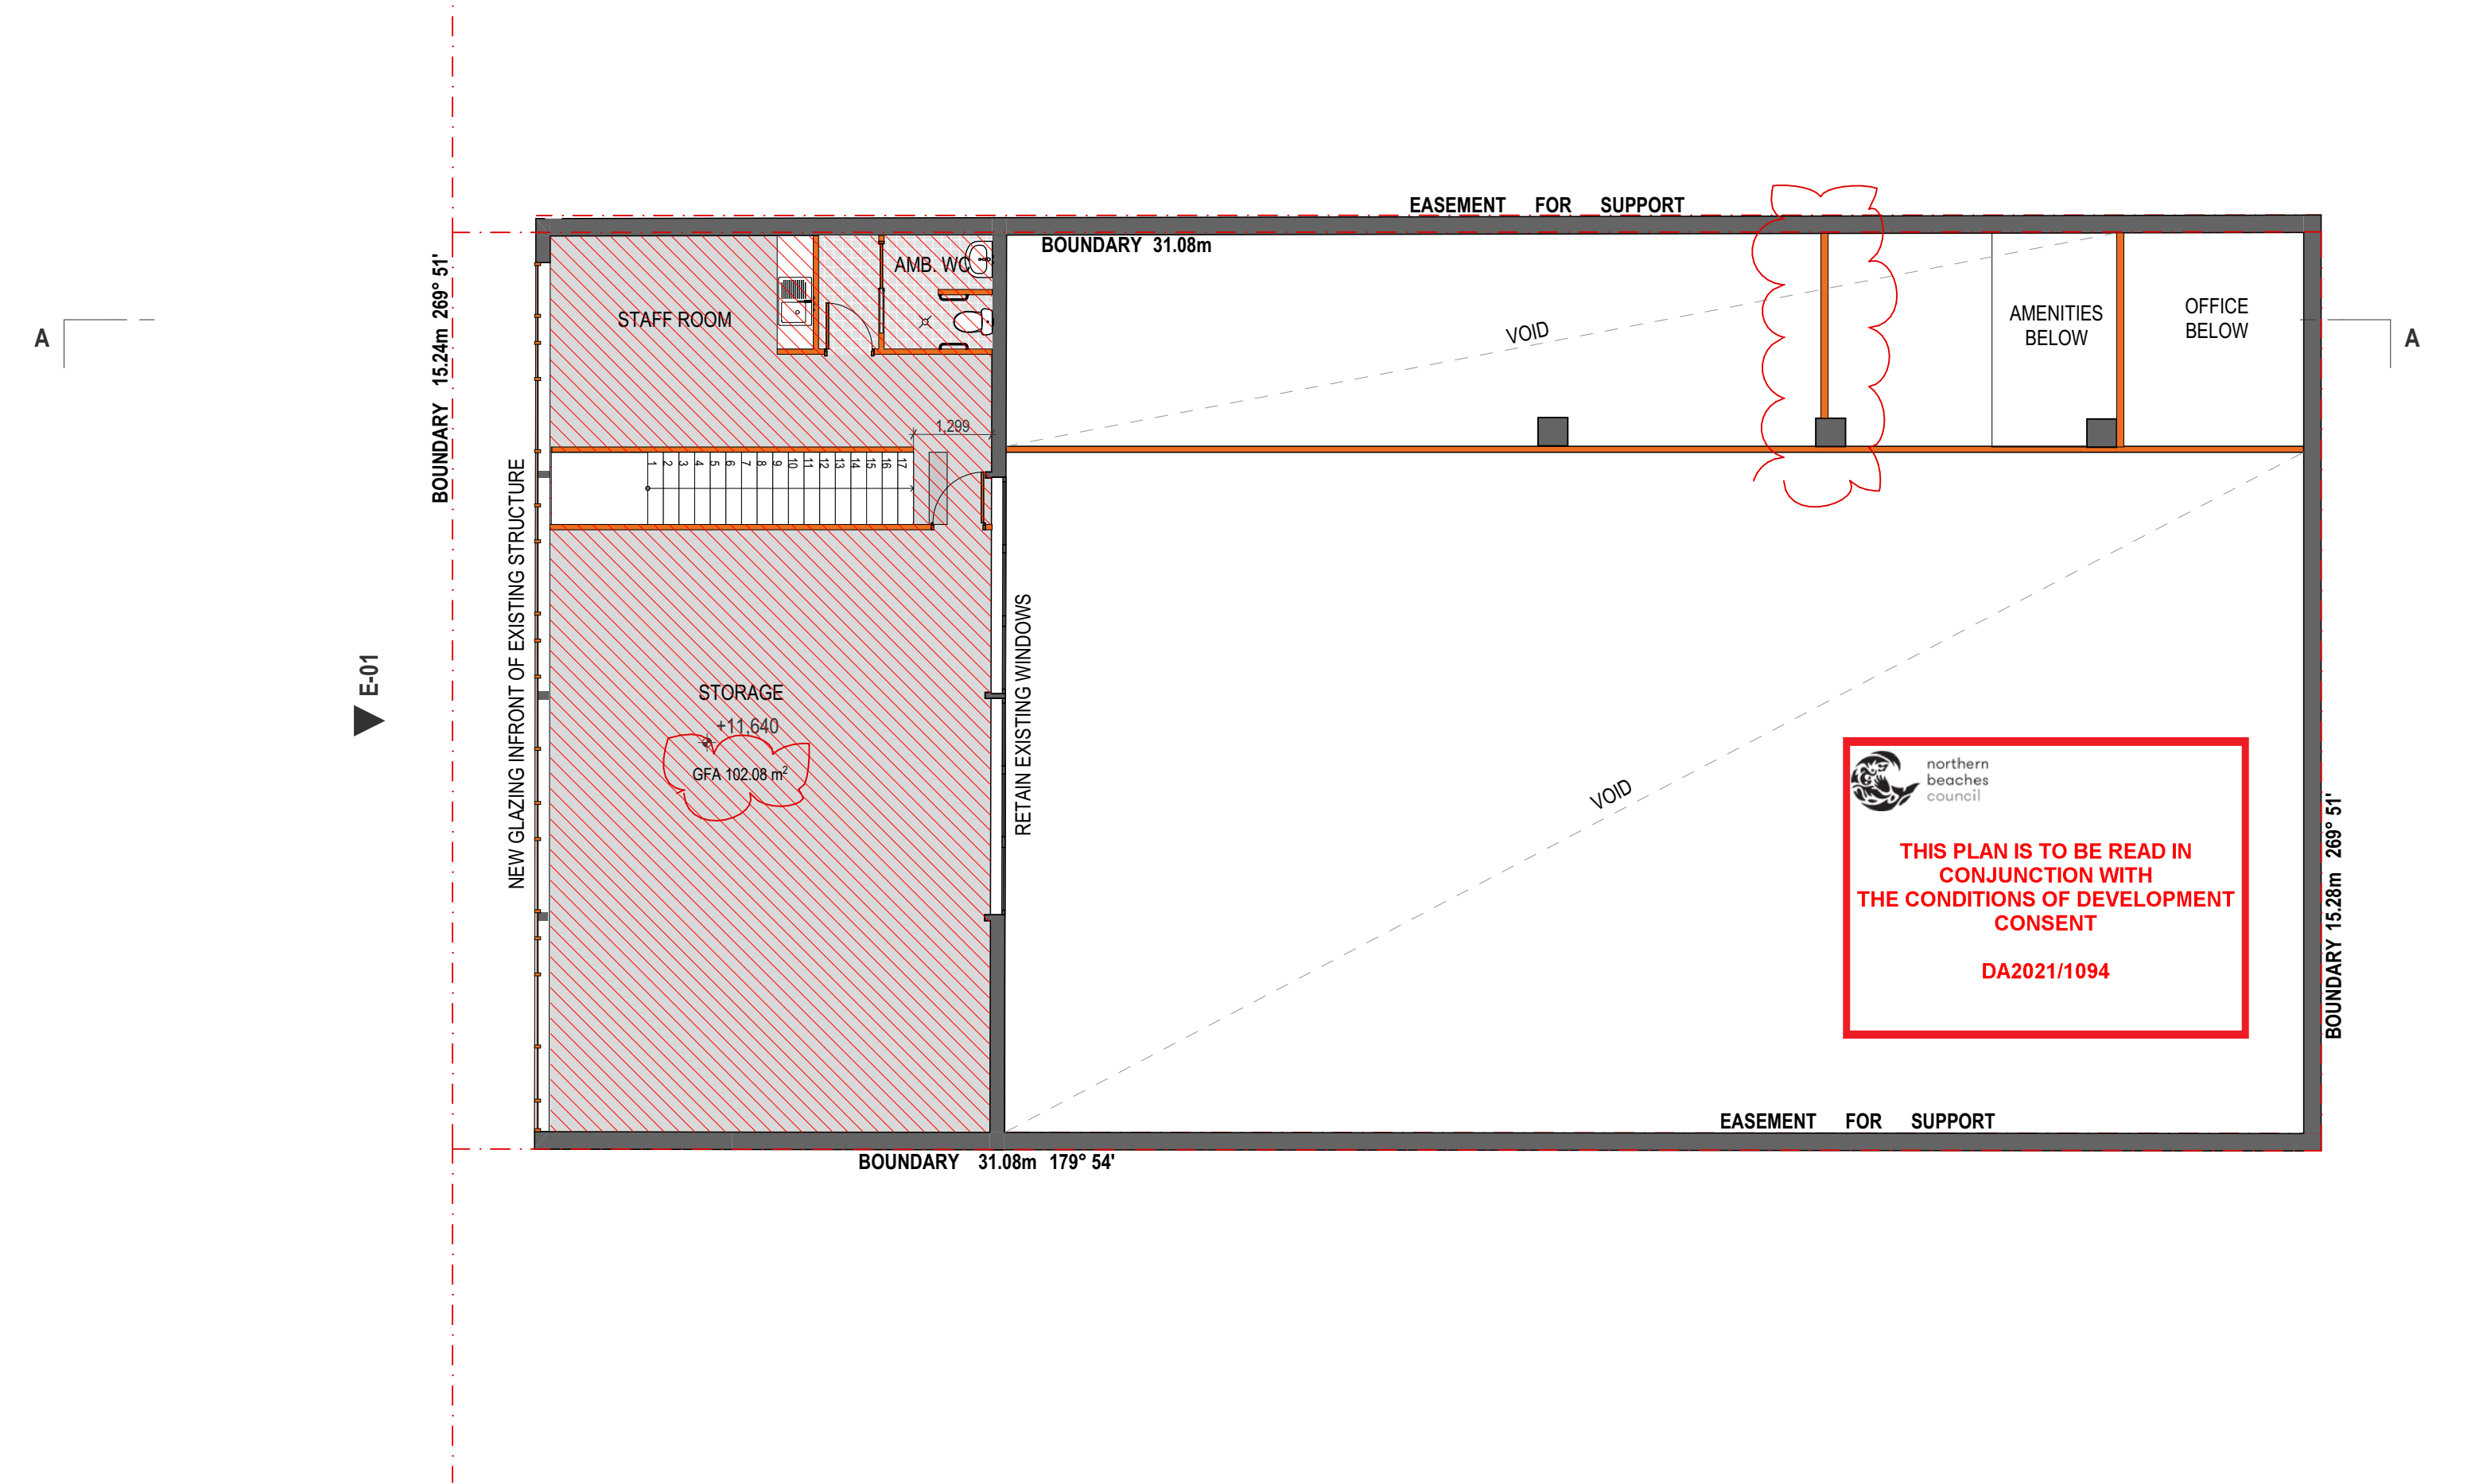 EASEMENT FOR SUPPORT
BOUNDARY 31.08m
BOUNDARY 15.24m 269° 51'
A
A
AMB. WC
STAFF ROOM
VOID
AMENITIES
BELOW
OFFICE
BELOW
1,299
1 2 3 4 5 6 7 8 9 10 11 12 13 14 15 16 17
NEW GLAZING INFRONT OF EXISTING STRUCTURE
E-01
STORAGE
+11,640
GFA 102.08 m²
RETAIN EXISTING WINDOWS
VOID
northern
beaches
council
THIS PLAN IS TO BE READ IN
CONJUNCTION WITH
THE CONDITIONS OF DEVELOPMENT
CONSENT
DA2021/1094
BOUNDARY 15.28m 269° 51'
EASEMENT FOR SUPPORT
BOUNDARY 31.08m 179° 54'